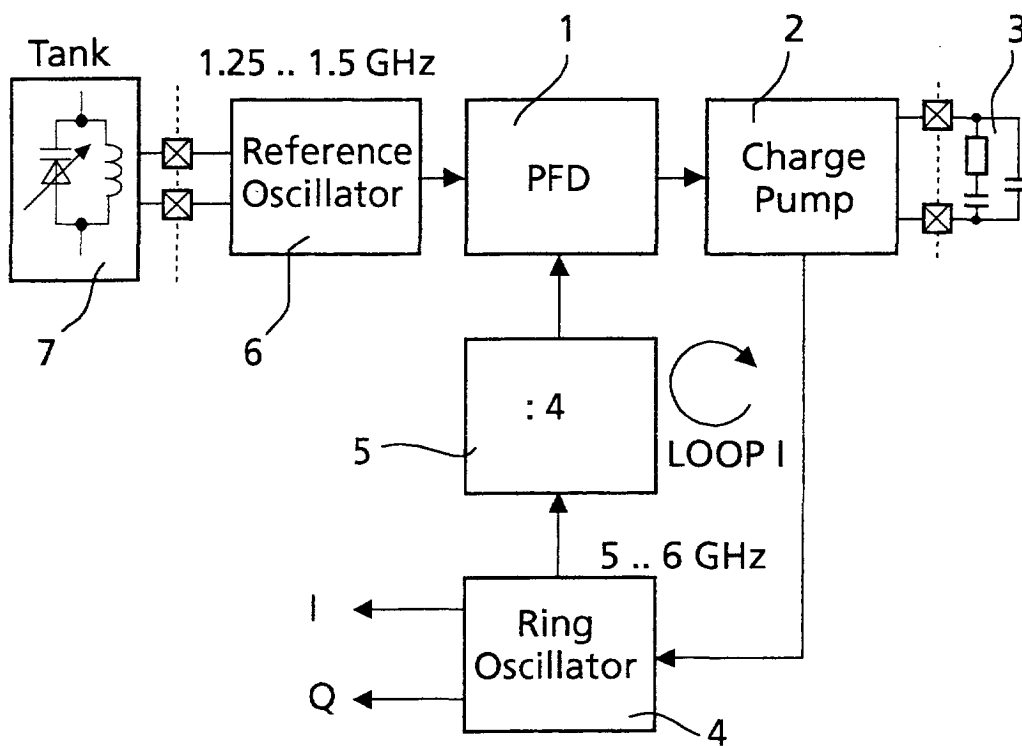 1
2
3
Tank
1.25 .. 1.5 GHz
Reference
Oscillator
PFD
Charge
Pump
7
6
: 4
5
LOOP I
5 .. 6 GHz
I
Ring
Oscillator
Q
4